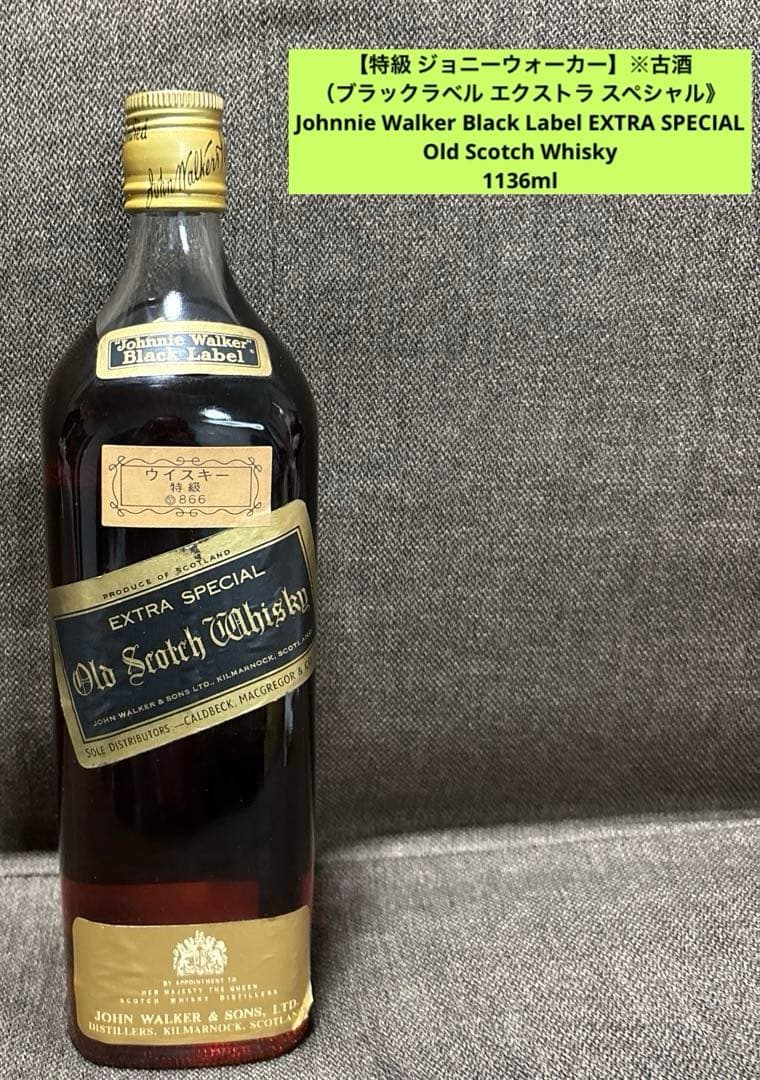 【特級 ジョニーウォーカー】※古酒
（ブラックラベル エクストラ スペシャル》
Johnnie Walker Black Label EXTRA SPECIAL
Old Scotch Whisky
1136ml
John Walker
"Johnnie Walker"
Black Label
ウイスキー
特級
866
PRODUCE OF SCOTLAND
EXTRA SPECIAL
Old Scotch Whisky
JOHN WALKER & SONS LTD., KILMARNOCK, SCOTLAND
SOLE DISTRIBUTORS—CALDBECK, MACGREGOR &
BY APPOINTMENT TO
HER MAJESTY THE QUEEN
SCOTCH WHISKY DISTILLERS
JOHN WALKER & SONS, LTD.
DISTILLERS, KILMARNOCK, SCOTLAN